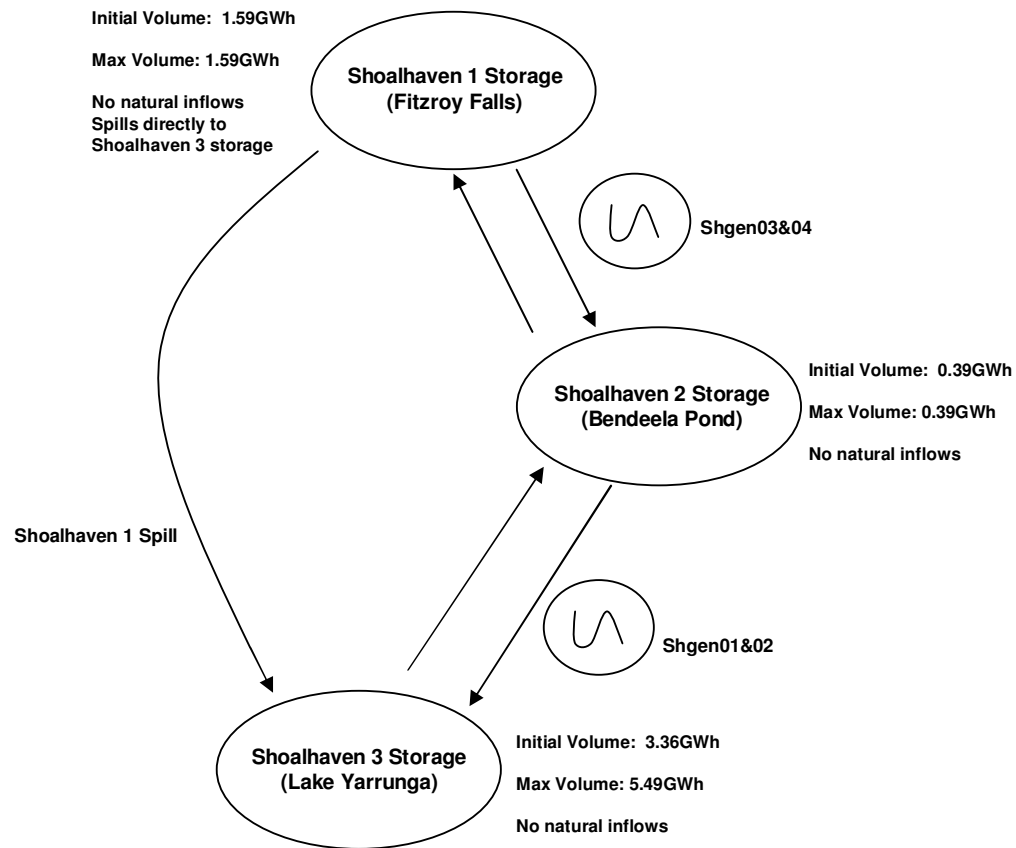 Initial Volume: 1.59GWh
Max Volume: 1.59GWh
No natural inflows
Spills directly to
Shoalhaven 3 storage
Shoalhaven 1 Storage
(Fitzroy Falls)
Shgen03&04
Shoalhaven 2 Storage
(Bendeela Pond)
Initial Volume: 0.39GWh
Max Volume: 0.39GWh
No natural inflows
Shoalhaven 1 Spill
Shgen01&02
Shoalhaven 3 Storage
(Lake Yarrunga)
Initial Volume: 3.36GWh
Max Volume: 5.49GWh
No natural inflows